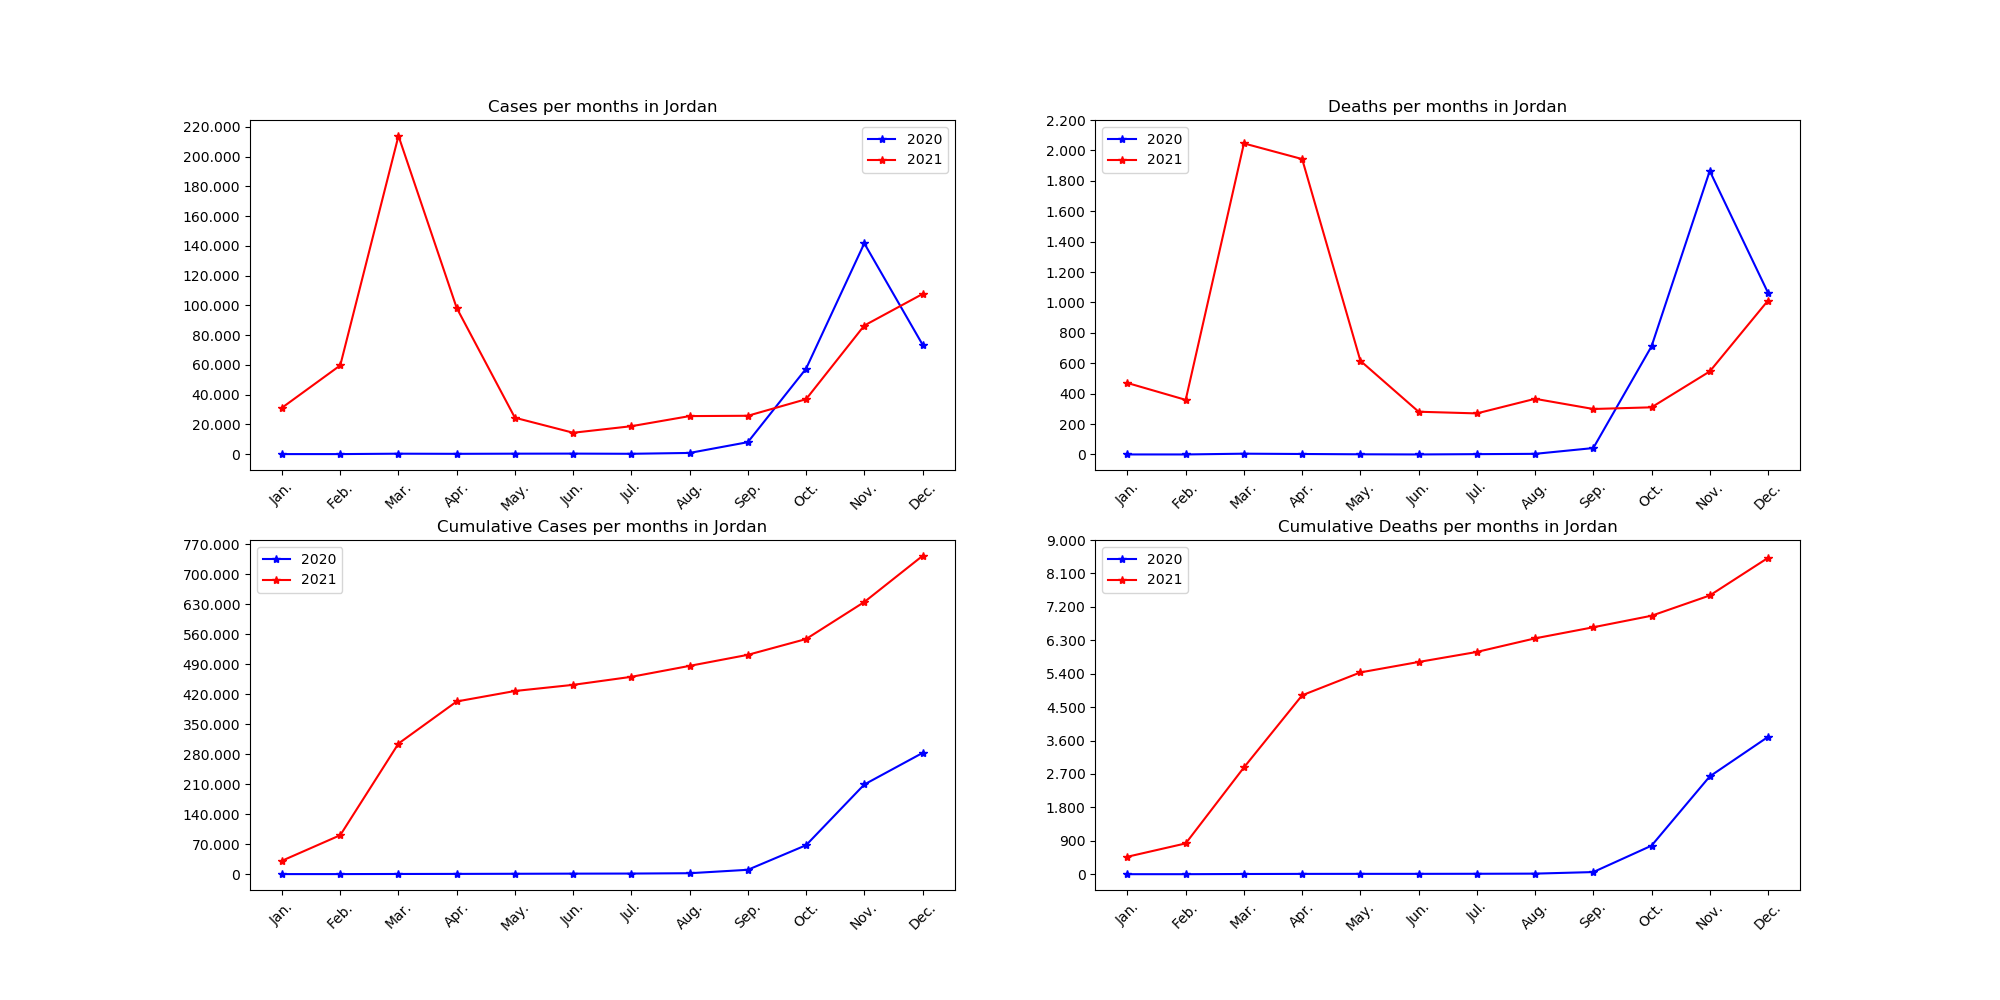 Cases per months in Jordan
220.000
200.000
180.000
160.000
140.000
120.000
100.000
80.000
60.000
40.000
20.000
0
2020
2021
Jan.
Feb.
Mar.
Apr.
May.
Jun.
Jul.
Aug.
Sep.
Oct.
Nov.
Dec.
Deaths per months in Jordan
2.200
2.000
1.800
1.600
1.400
1.200
1.000
800
600
400
200
0
2020
2021
Jan.
Feb.
Mar.
Apr.
May.
Jun.
Jul.
Aug.
Sep.
Oct.
Nov.
Dec.
Cumulative Cases per months in Jordan
770.000
700.000
630.000
560.000
490.000
420.000
350.000
280.000
210.000
140.000
70.000
0
2020
2021
Jan.
Feb.
Mar.
Apr.
May.
Jun.
Jul.
Aug.
Sep.
Oct.
Nov.
Dec.
Cumulative Deaths per months in Jordan
9.000
8.100
7.200
6.300
5.400
4.500
3.600
2.700
1.800
900
0
2020
2021
Jan.
Feb.
Mar.
Apr.
May.
Jun.
Jul.
Aug.
Sep.
Oct.
Nov.
Dec.